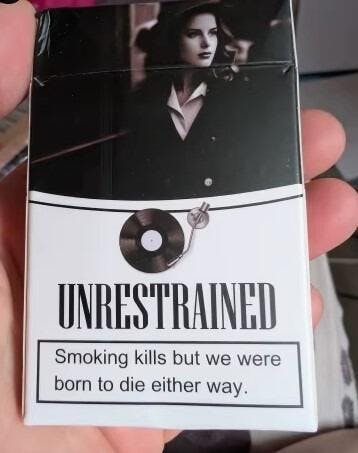 UNRESTRAINED
Smoking kills but we were
born to die either way.